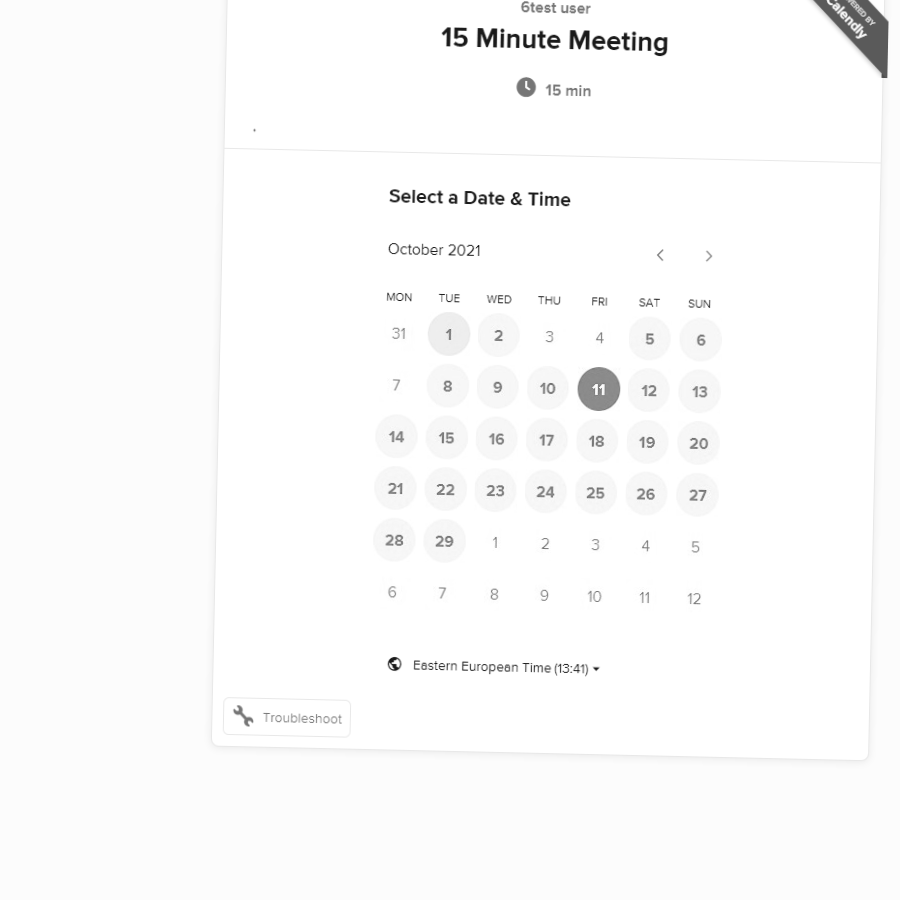 6test user
15 Minute Meeting
15 min
.
Calendly
Select a Date & Time
October 2021
MON TUE WED THU FRI SAT SUN
31 1 2 3 4 5 6
7 8 9 10 11 12 13
14 15 16 17 18 19 20
21 22 23 24 25 26 27
28 29 1 2 3 4 5
6 7 8 9 10 11 12
Eastern European Time (13:41)
Troubleshoot